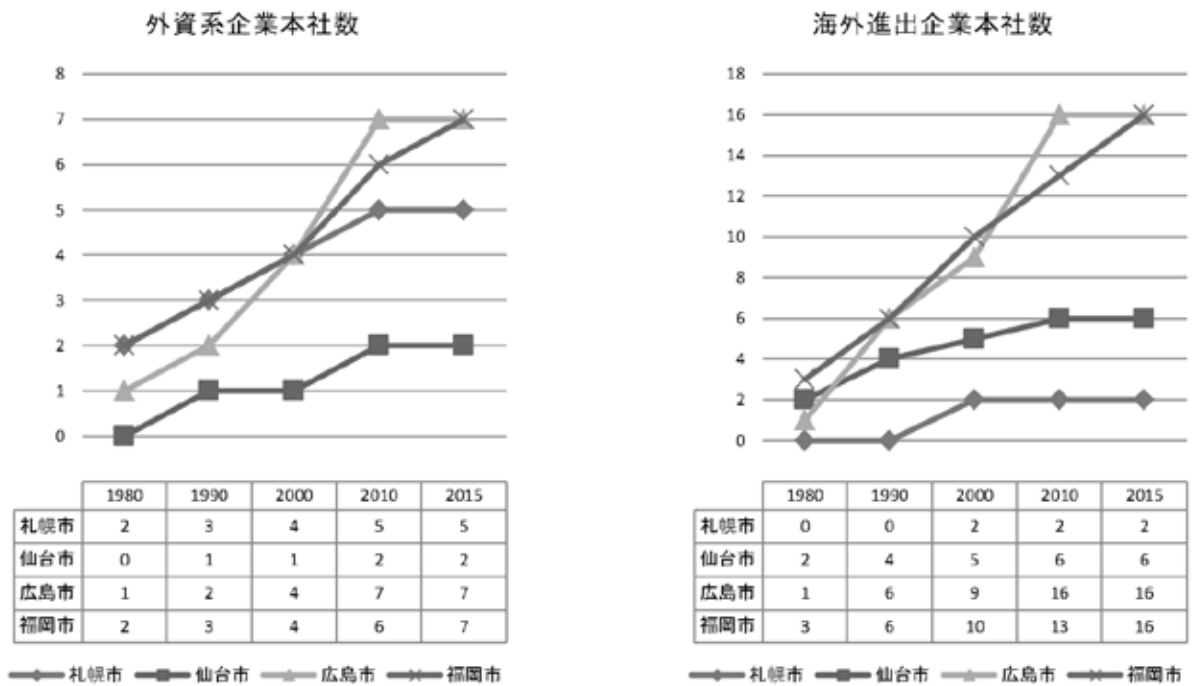 外資系企業本社数
8
7
6
5
4
3
2
1
0
1980 1990 2000 2010 2015
札幌市 2 3 4 5 5
仙台市 0 1 1 2 2
広島市 1 2 4 7 7
福岡市 2 3 4 6 7
札幌市 仙台市 広島市 福岡市
海外進出企業本社数
18
16
14
12
10
8
6
4
2
0
1980 1990 2000 2010 2015
札幌市 0 0 2 2 2
仙台市 2 4 5 6 6
広島市 1 6 9 16 16
福岡市 3 6 10 13 16
札幌市 仙台市 広島市 福岡市